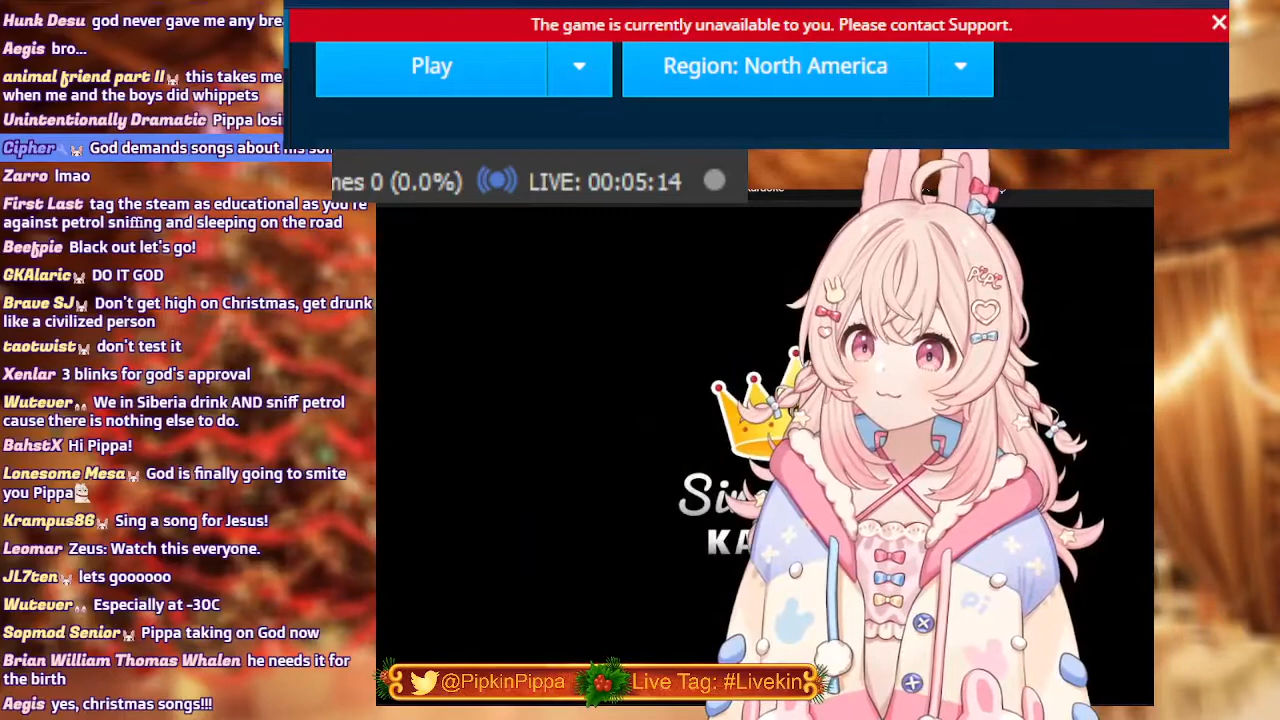 The game is currently unavailable to you. Please contact Support.
Play
Region: North America
mes 0 (0.0%) LIVE: 00:05:14
Hunk Desu god never gave me any
Aegis bro...
animal friend part II this takes me
when me and the boys did whippets
Unintentionally Dramatic Pippa
Cipher God demands songs about his
Zarro lmao
First Last tag the steam as educational as you're
against petrol sniffing and sleeping on the road
Beefpie Black out let's go!
GKAlaric DO IT GOD
Brave SJ Don't get high on Christmas, get drunk
like a civilized person
taotwist don't test it
Xenlar 3 blinks for god's approval
Wutever We in Siberia drink AND sniff petrol
cause there is nothing else to do.
BahstX Hi Pippa!
Lonesome Mesa God is finally going to smite
you Pippa
Krampus86 Sing a song for Jesus!
Leomar Zeus: Watch this everyone.
JL7ten lets goooooo
Wutever Especially at -30C
Sopmod Senior Pippa taking on God now
Brian William Thomas Whalen he needs it for
the birth
Aegis yes, christmas songs!!!
KA
@PipkinPippa Live Tag: #Livekin